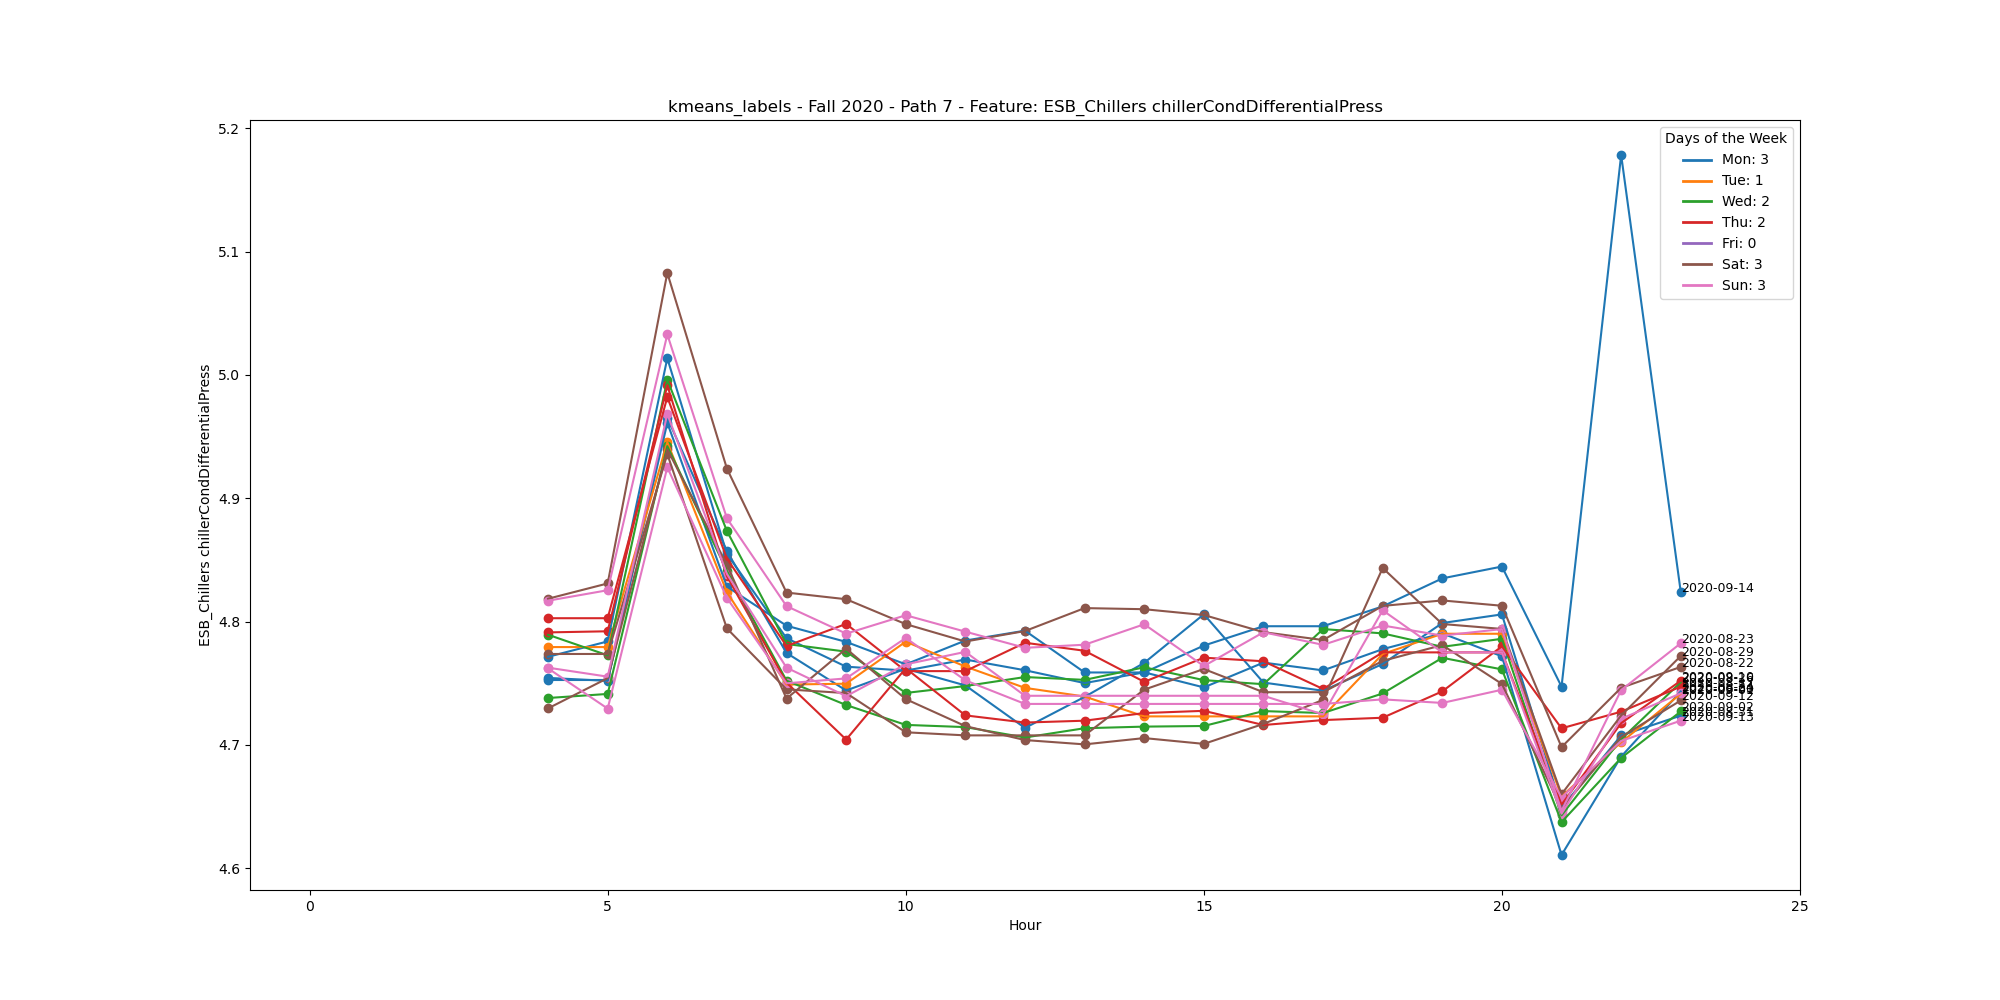 kmeans_labels - Fall 2020 - Path 7 - Feature: ESB_Chillers chillerCondDifferentialPress
ESB_Chillers chillerCondDifferentialPress
5.2
5.1
5.0
4.9
4.8
4.7
4.6
Days of the Week
Mon: 3
Tue: 1
Wed: 2
Thu: 2
Fri: 0
Sat: 3
Sun: 3
2020-09-14
2020-08-23
2020-08-29
2020-08-22
2020-09-12
2020-09-02
2020-09-13
0
5
10
15
20
25
Hour